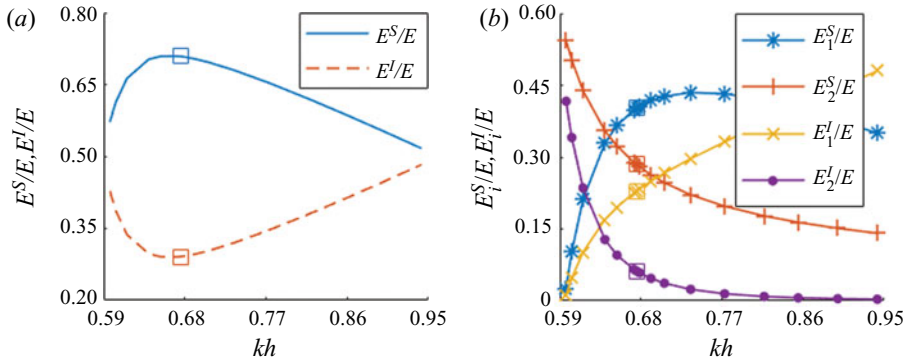 (a)
0.80
0.65
0.50
0.35
0.20
E^S/E, E^I/E
E^S/E
E^I/E
0.59 0.68 0.77 0.86 0.95
kh
(b)
0.60
0.45
0.30
0.15
0
E_i^S/E, E_i^I/E
E_1^S/E
E_2^S/E
E_1^I/E
E_2^I/E
0.59 0.68 0.77 0.86 0.95
kh